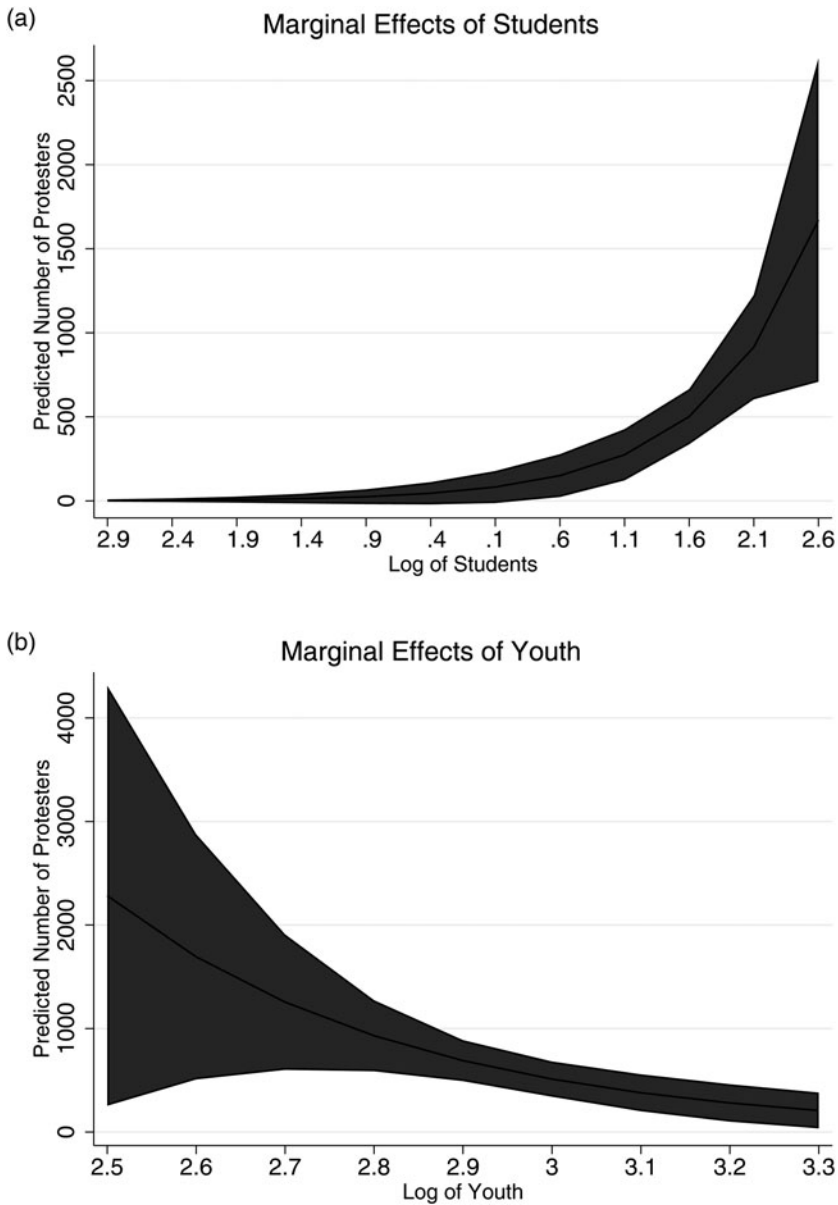 (a)
Marginal Effects of Students
Predicted Number of Protesters
2500
2000
1500
1000
500
0
2.9 2.4 1.9 1.4 .9 .4 .1 .6 1.1 1.6 2.1 2.6
Log of Students
(b)
Marginal Effects of Youth
Predicted Number of Protesters
4000
3000
2000
1000
0
2.5 2.6 2.7 2.8 2.9 3 3.1 3.2 3.3
Log of Youth